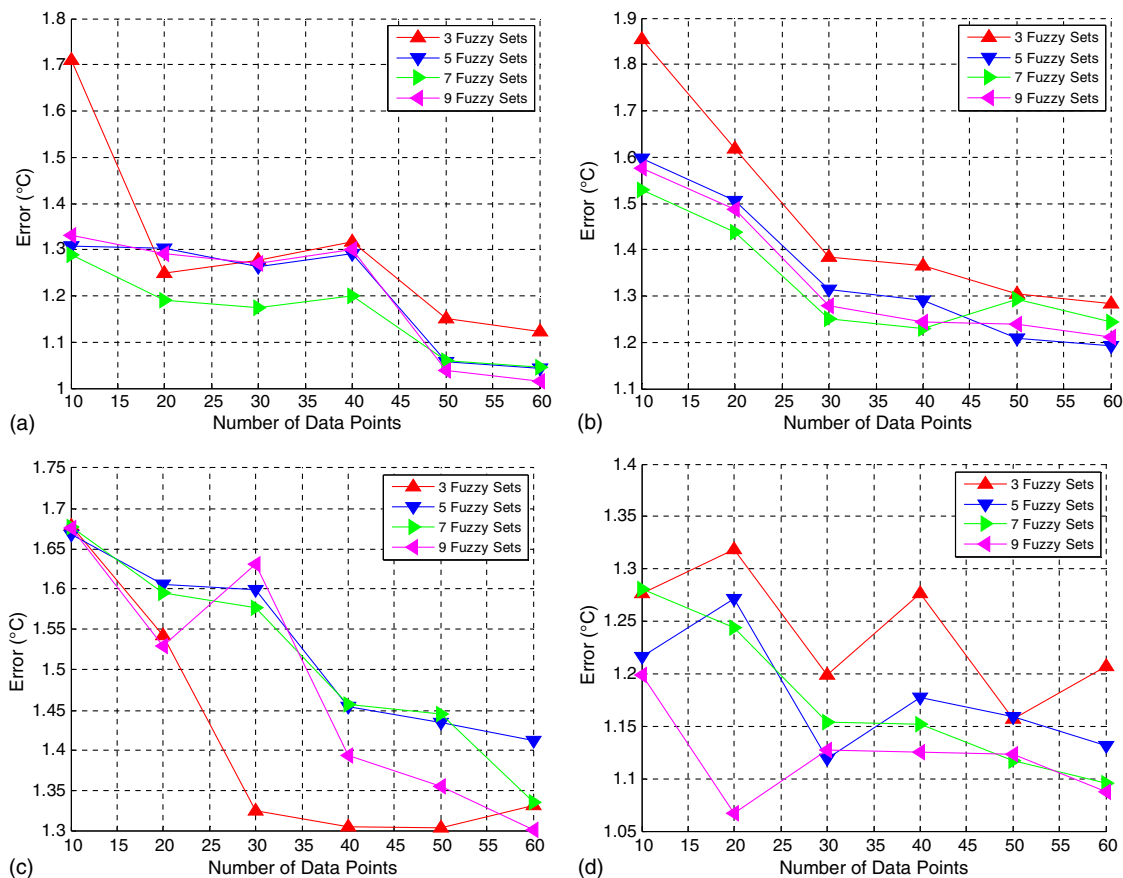 1.8
1.7
1.6
1.5
1.4
1.3
1.2
1.1
1
Error (°C)
10 15 20 25 30 35 40 45 50 55 60
Number of Data Points
3 Fuzzy Sets
5 Fuzzy Sets
7 Fuzzy Sets
9 Fuzzy Sets
(a)
1.9
1.8
1.7
1.6
1.5
1.4
1.3
1.2
1.1
Error (°C)
10 15 20 25 30 35 40 45 50 55 60
Number of Data Points
3 Fuzzy Sets
5 Fuzzy Sets
7 Fuzzy Sets
9 Fuzzy Sets
(b)
1.75
1.7
1.65
1.6
1.55
1.5
1.45
1.4
1.35
1.3
Error (°C)
10 15 20 25 30 35 40 45 50 55 60
Number of Data Points
3 Fuzzy Sets
5 Fuzzy Sets
7 Fuzzy Sets
9 Fuzzy Sets
(c)
1.4
1.35
1.3
1.25
1.2
1.15
1.1
1.05
Error (°C)
10 15 20 25 30 35 40 45 50 55 60
Number of Data Points
3 Fuzzy Sets
5 Fuzzy Sets
7 Fuzzy Sets
9 Fuzzy Sets
(d)